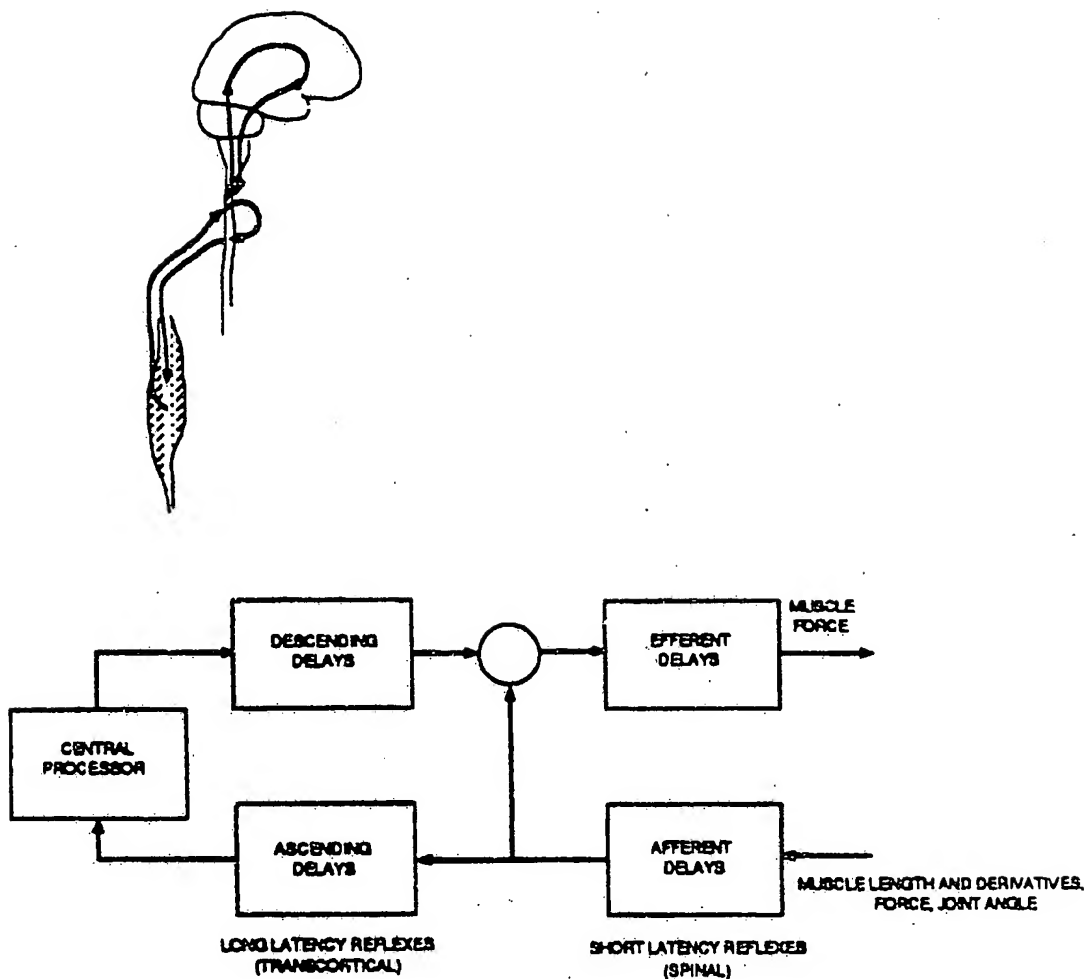 DESCENDING
DELAYS
EFFERENT
DELAYS
MUSCLE
FORCE
CENTRAL
PROCESSOR
ASCENDING
DELAYS
AFFERENT
DELAYS
MUSCLE LENGTH AND DERIVATIVES,
FORCE, JOINT ANGLE
LONG LATENCY REFLEXES
(TRANSCORTICAL)
SHORT LATENCY REFLEXES
(SPINAL)